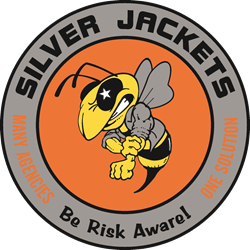 SILVER JACKETS
MANY AGENCIES
ONE SOLUTION
Be Risk Aware!